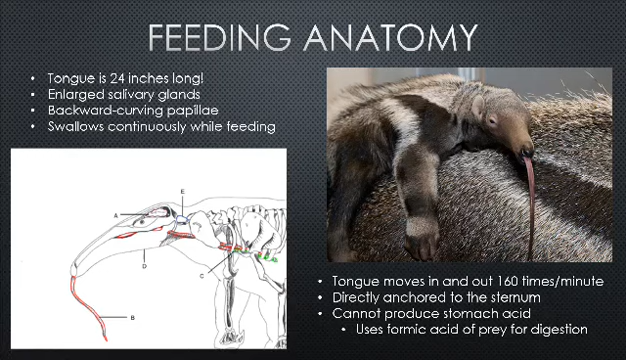 FEEDING ANATOMY
• Tongue is 24 inches long!
• Enlarged salivary glands
• Backward-curving papillae
• Swallows continuously while feeding
E
A
D
C
B
• Tongue moves in and out 160 times/minute
• Directly anchored to the sternum
• Cannot produce stomach acid
• Uses formic acid of prey for digestion